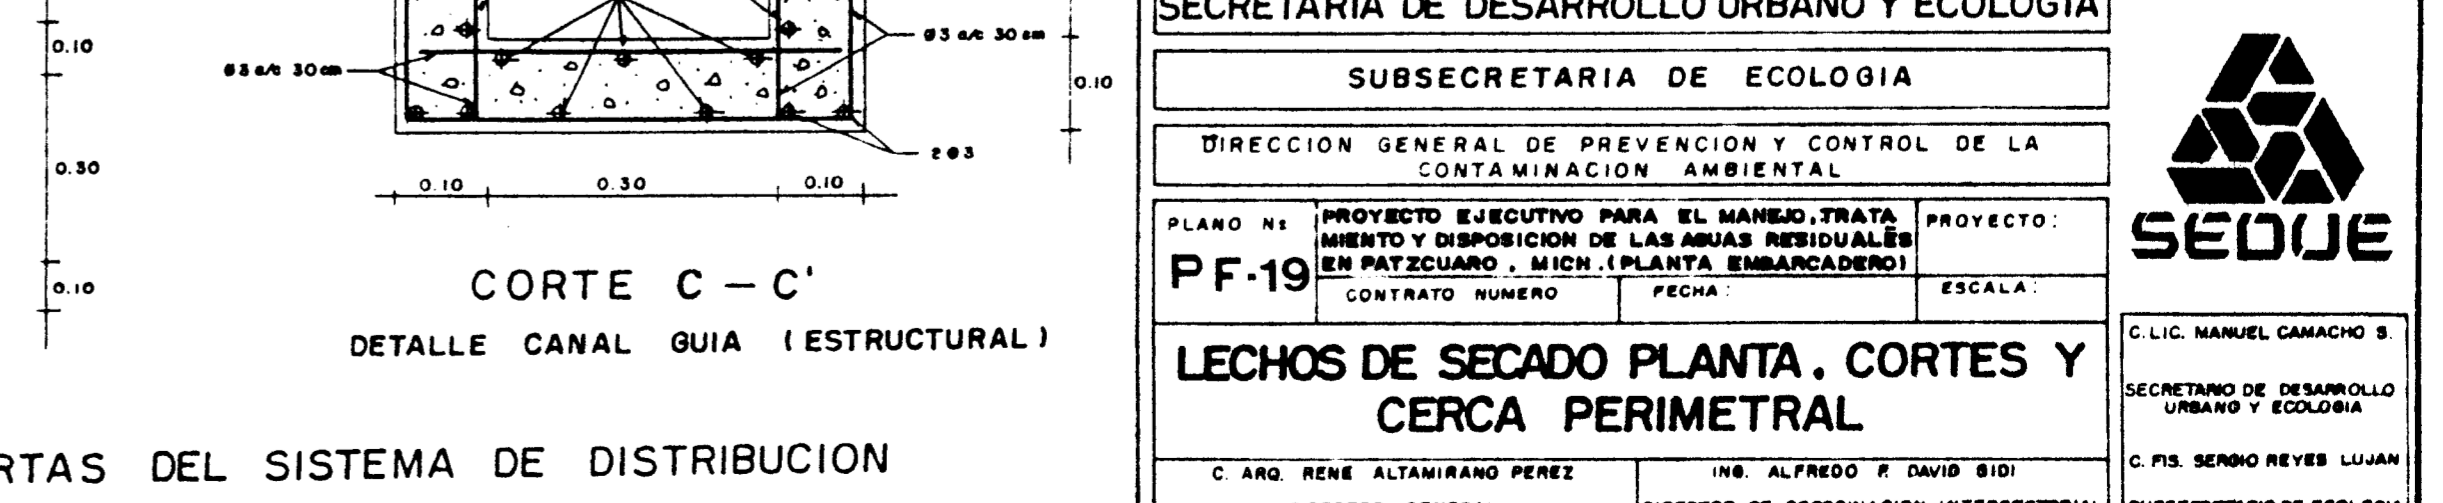 0.10
Ø3 a/c 30cm
Ø3 a/c 30 cm
0.10
2Ø3
0.30
0.10 0.30 0.10
0.10
CORTE C - C'
DETALLE CANAL GUIA (ESTRUCTURAL)
RTAS DEL SISTEMA DE DISTRIBUCION
SECRETARIA DE DESARROLLO URBANO Y ECOLOGIA
SUBSECRETARIA DE ECOLOGIA
DIRECCION GENERAL DE PREVENCION Y CONTROL DE LA
CONTAMINACION AMBIENTAL
PLANO Nº
PF-19
PROYECTO EJECUTIVO PARA EL MANEJO, TRATA
MIENTO Y DISPOSICION DE LAS AGUAS RESIDUALES
EN PATZCUARO, MICH. (PLANTA EMBARCADERO)
PROYECTO:
CONTRATO NUMERO
FECHA:
ESCALA:
LECHOS DE SECADO PLANTA. CORTES Y
CERCA PERIMETRAL
C. ARQ. RENE ALTAMIRANO PEREZ
ING. ALFREDO F. DAVID GIDI
SEDUE
C. LIC. MANUEL CAMACHO S.
SECRETARIO DE DESARROLLO
URBANO Y ECOLOGIA
C. FIS. SERGIO REYES LUJAN